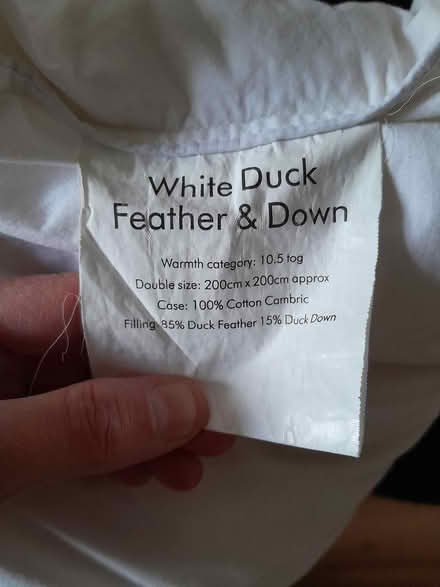 White Duck
Feather & Down
Warmth category: 10.5 tog
Double size: 200cm x 200cm approx
Case: 100% Cotton Cambric
Filling 85% Duck Feather 15% Duck Down